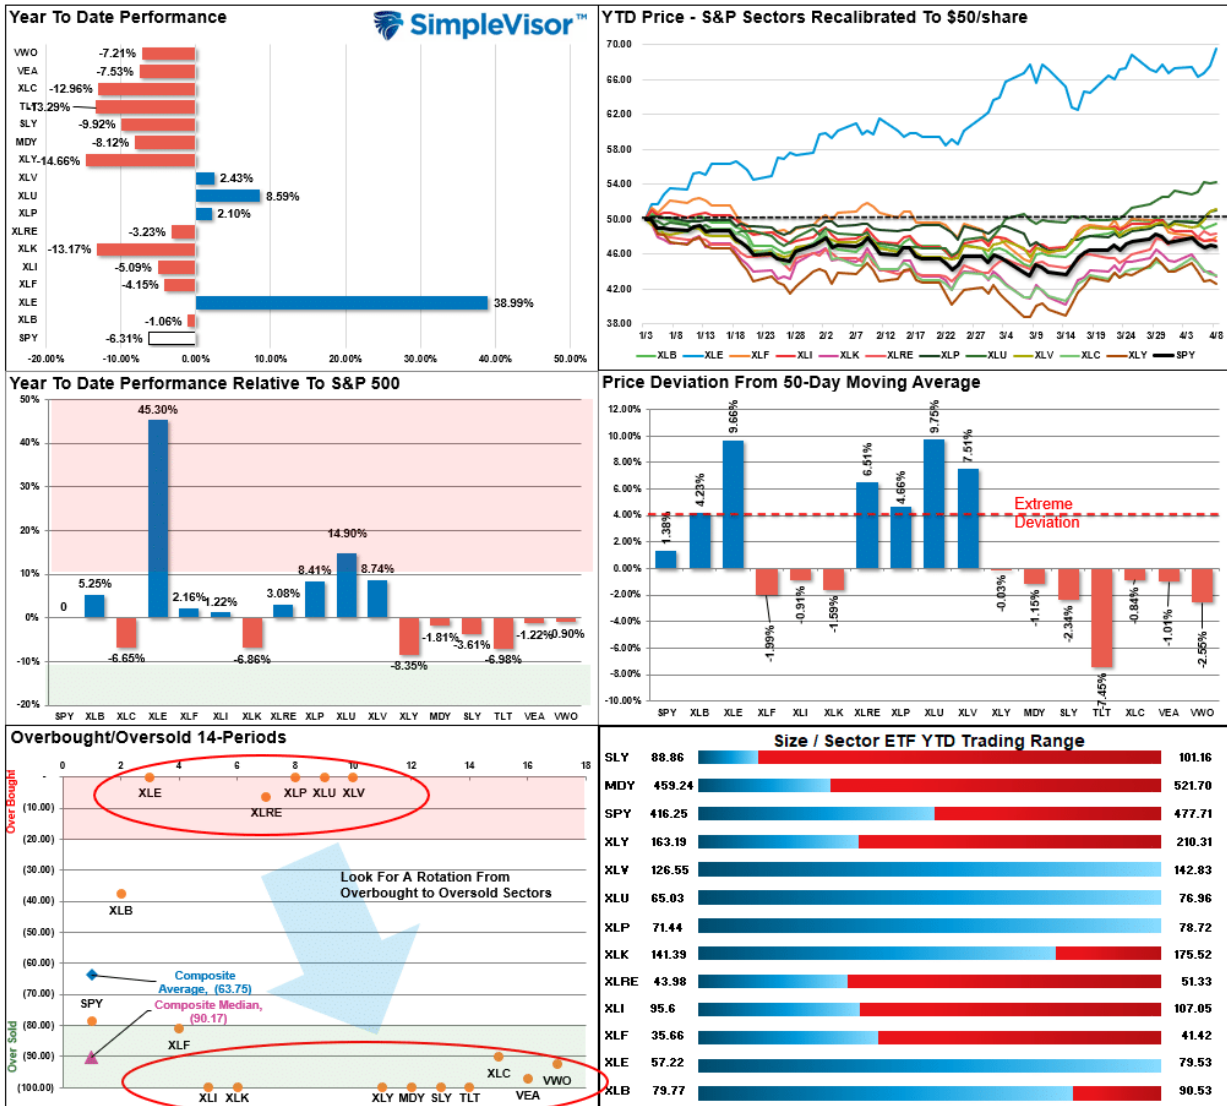 Year To Date Performance
SimpleVisor™
VWO -7.21%
VEA -7.53%
XLC -12.96%
TLT -13.29%
SLY -9.92%
MDY -8.12%
XLY -14.66%
XLV 2.43%
XLU 8.59%
XLP 2.10%
XLRE -3.23%
XLK -13.17%
XLI -5.09%
XLF -4.15%
XLE 38.99%
XLB -1.06%
SPY -6.31%
-20.00% -10.00% 0.00% 10.00% 20.00% 30.00% 40.00% 50.00%
YTD Price - S&P Sectors Recalibrated To $50/share
70.00
66.00
62.00
58.00
54.00
50.00
46.00
42.00
38.00
1/3 1/8 1/13 1/18 1/23 1/28 2/2 2/7 2/12 2/17 2/22 2/27 3/4 3/9 3/14 3/19 3/24 3/29 4/3 4/8
XLB XLE XLF XLI XLK XLRE XLP XLU XLV XLC XLY SPY
Year To Date Performance Relative To S&P 500
50%
40%
30%
20%
10%
0%
-10%
-20%
0 5.25% -6.65% 45.30% 2.16% 1.22% -6.86% 3.08% 8.41% 14.90% 8.74% -8.35% -1.81% -3.61% -6.98% -1.22% -0.90%
SPY XLB XLC XLE XLF XLI XLK XLRE XLP XLU XLV XLY MDY SLY TLT VEA VWO
Price Deviation From 50-Day Moving Average
12.00%
10.00%
8.00%
6.00%
4.00%
2.00%
0.00%
-2.00%
-4.00%
-6.00%
-8.00%
-10.00%
1.38% 4.23% 9.66% -1.99% -0.91% -1.59% 6.51% 4.66% 9.75% 7.51% -0.03% -1.15% -2.34% -7.45% -0.84% -1.01% -2.55%
Extreme
Deviation
SPY XLB XLE XLF XLI XLK XLRE XLP XLU XLV XLY MDY SLY TLT XLC VEA VWO
Overbought/Oversold 14-Periods
0 2 4 6 8 10 12 14 16 18
Over Bought
Over Sold
-
(10.00)
(20.00)
(30.00)
(40.00)
(50.00)
(60.00)
(70.00)
(80.00)
(90.00)
(100.00)
XLE XLRE XLP XLU XLV
Look For A Rotation From
Overbought to Oversold Sectors
XLB
Composite
Average, (63.75)
SPY
Composite Median,
(90.17)
XLF
XLI XLK XLY MDY SLY TLT XLC VEA VWO
Size / Sector ETF YTD Trading Range
SLY 88.86 101.16
MDY 459.24 521.70
SPY 416.25 477.71
XLY 163.19 210.31
XLV 126.55 142.83
XLU 65.03 76.96
XLP 71.44 78.72
XLK 141.39 175.52
XLRE 43.98 51.33
XLI 95.6 107.05
XLF 35.66 41.42
XLE 57.22 79.53
XLB 79.77 90.53